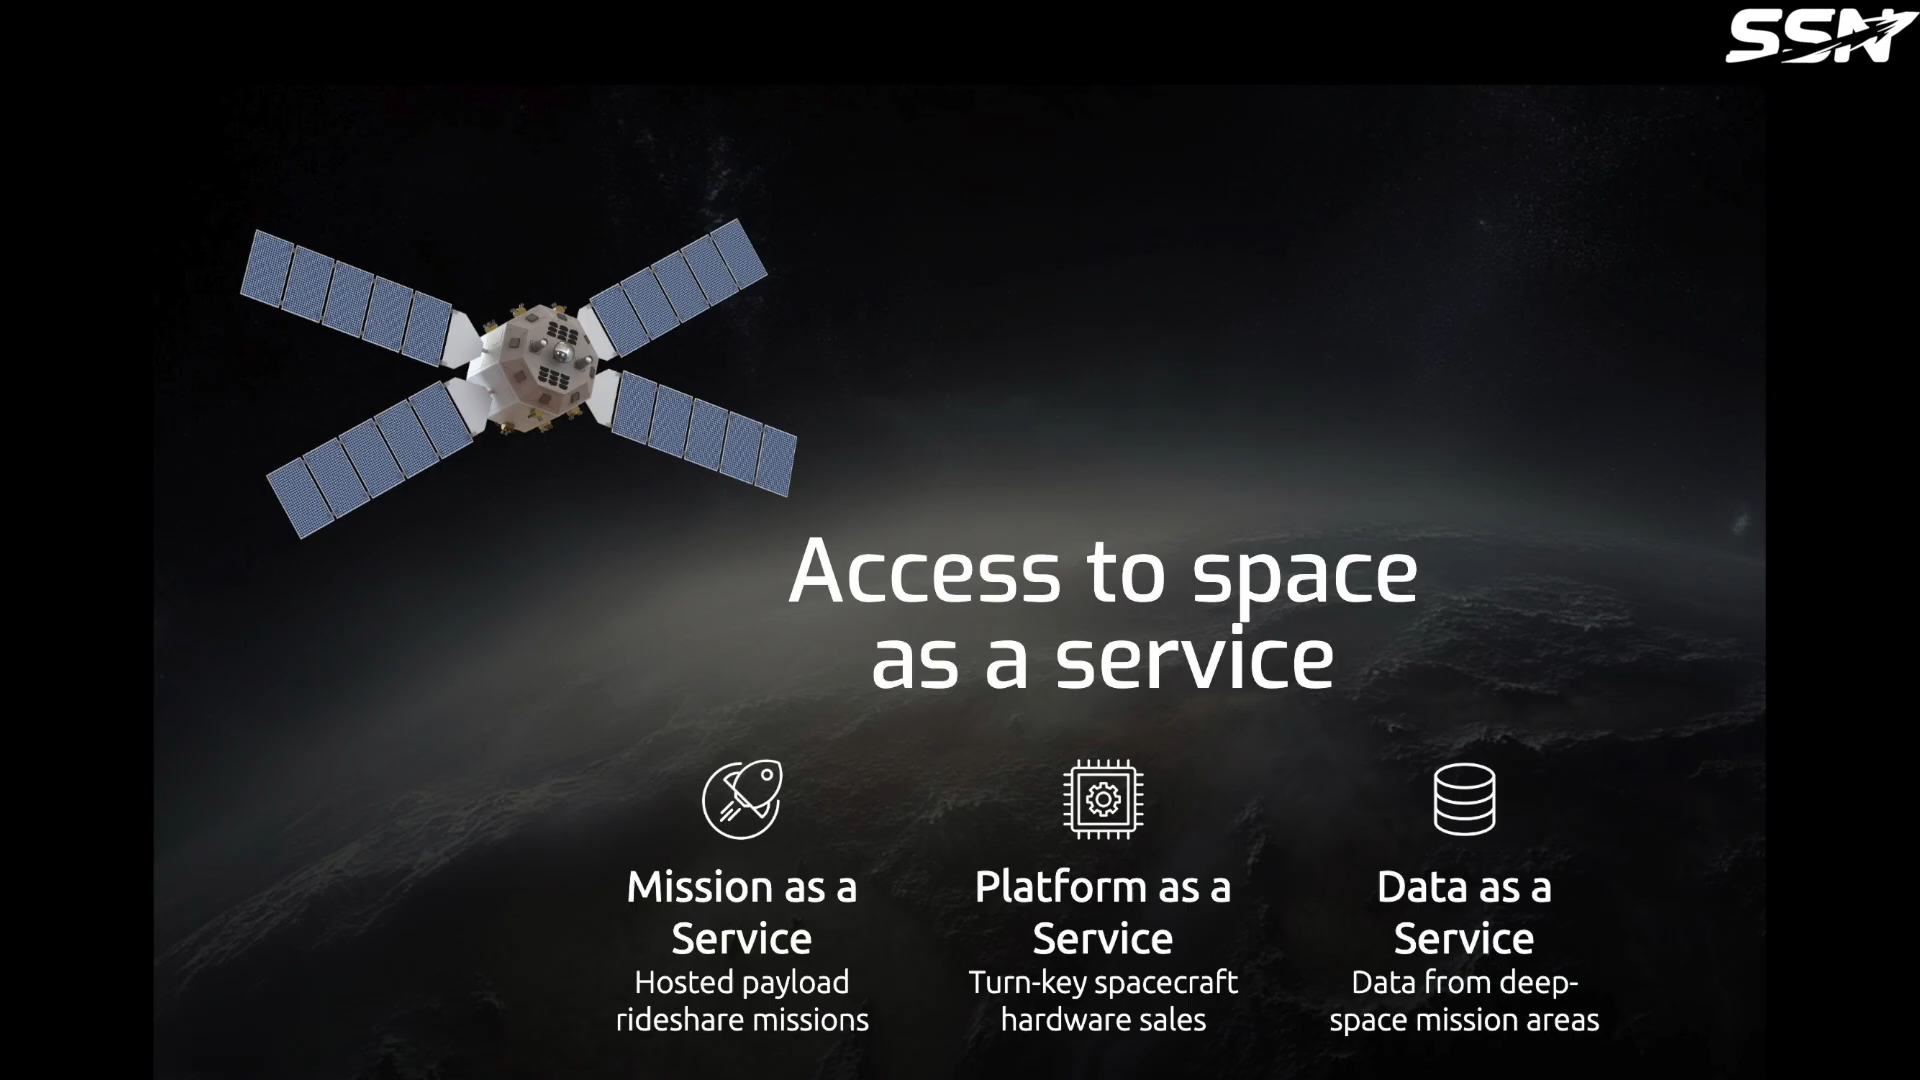 SSN
Access to space
as a service
Mission as a
Service
Hosted payload
rideshare missions
Platform as a
Service
Turn-key spacecraft
hardware sales
Data as a
Service
Data from deep-
space mission areas